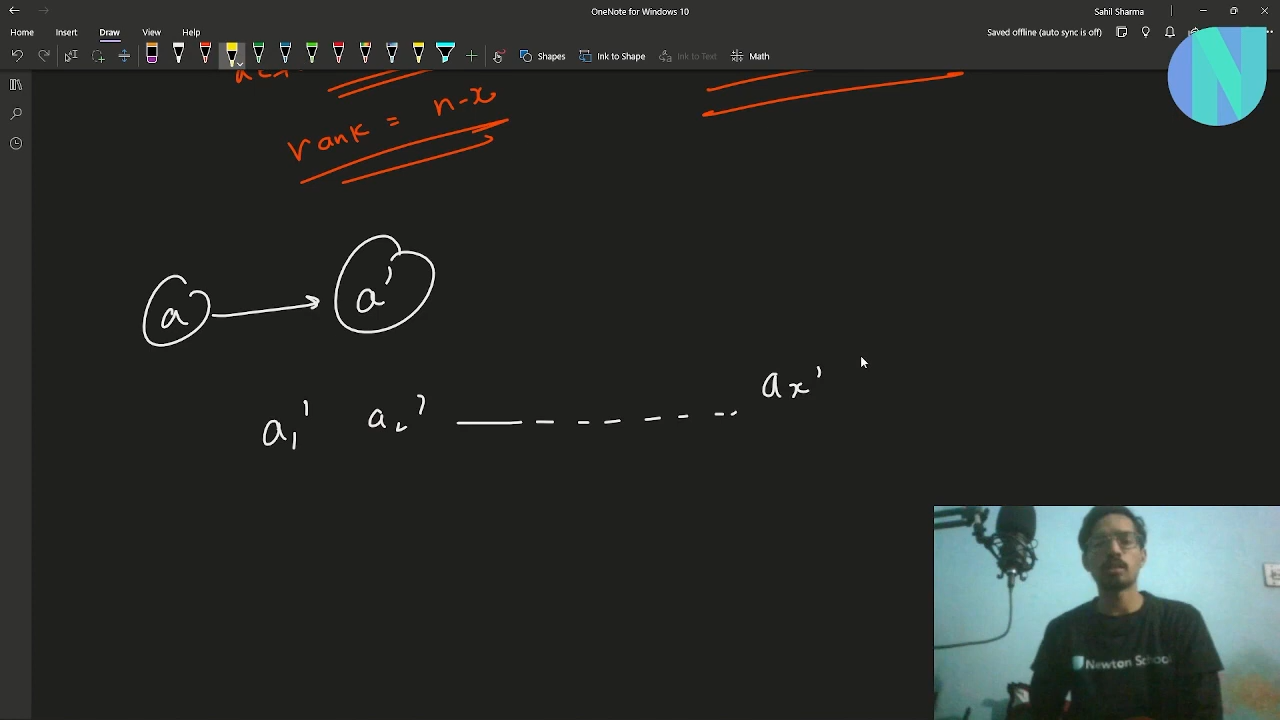 OneNote for Windows 10
Sahil Sharma
Home Insert Draw View Help
Saved offline (auto sync is off)
Shapes Ink to Shape Ink to Text Math
rank = n-x
a → a'
a₁' a₂' ax'
Newton School
N